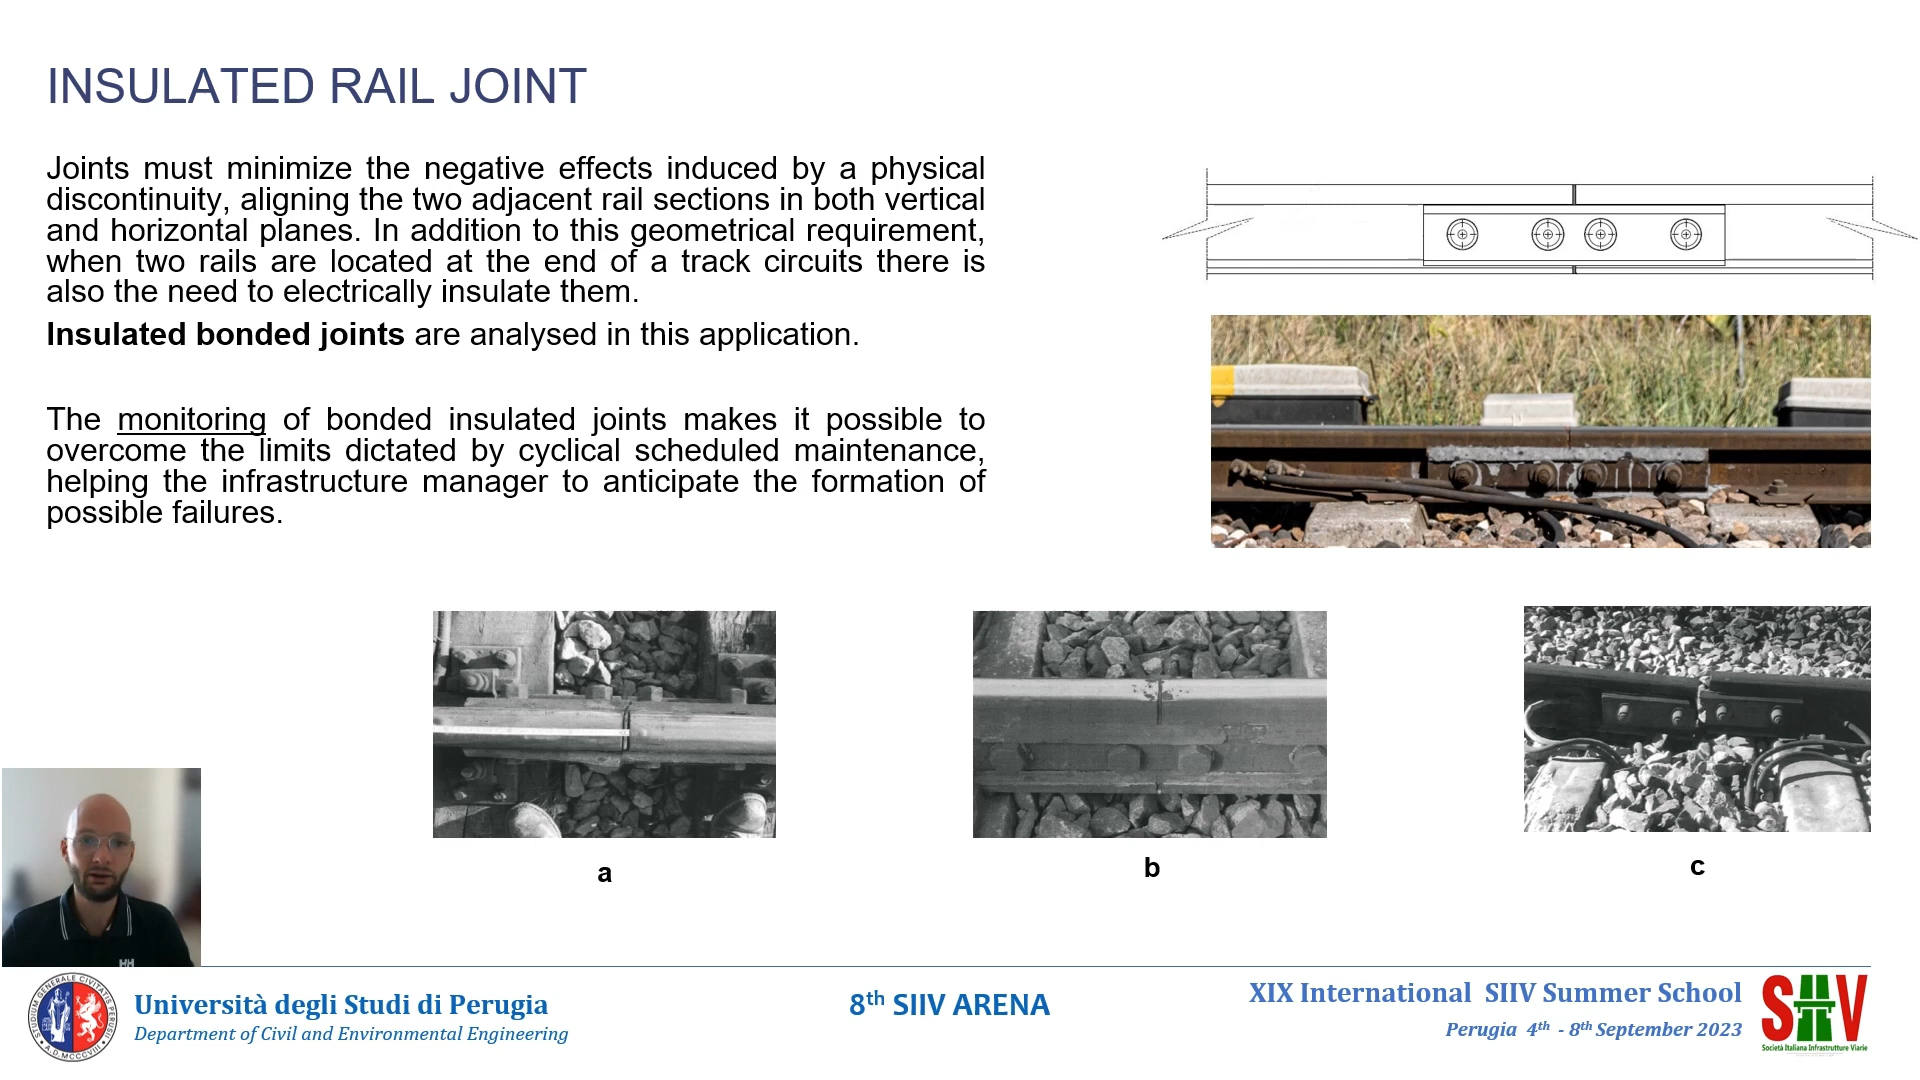 INSULATED RAIL JOINT
Joints must minimize the negative effects induced by a physical
discontinuity, aligning the two adjacent rail sections in both vertical
and horizontal planes. In addition to this geometrical requirement,
when two rails are located at the end of a track circuits there is
also the need to electrically insulate them.
Insulated bonded joints are analysed in this application.
The monitoring of bonded insulated joints makes it possible to
overcome the limits dictated by cyclical scheduled maintenance,
helping the infrastructure manager to anticipate the formation of
possible failures.
a
b
c
HH
Università degli Studi di Perugia
Department of Civil and Environmental Engineering
8th SIIV ARENA
XIX International SIIV Summer School
Perugia 4th - 8th September 2023
SIIV
Società Italiana Infrastrutture Viarie